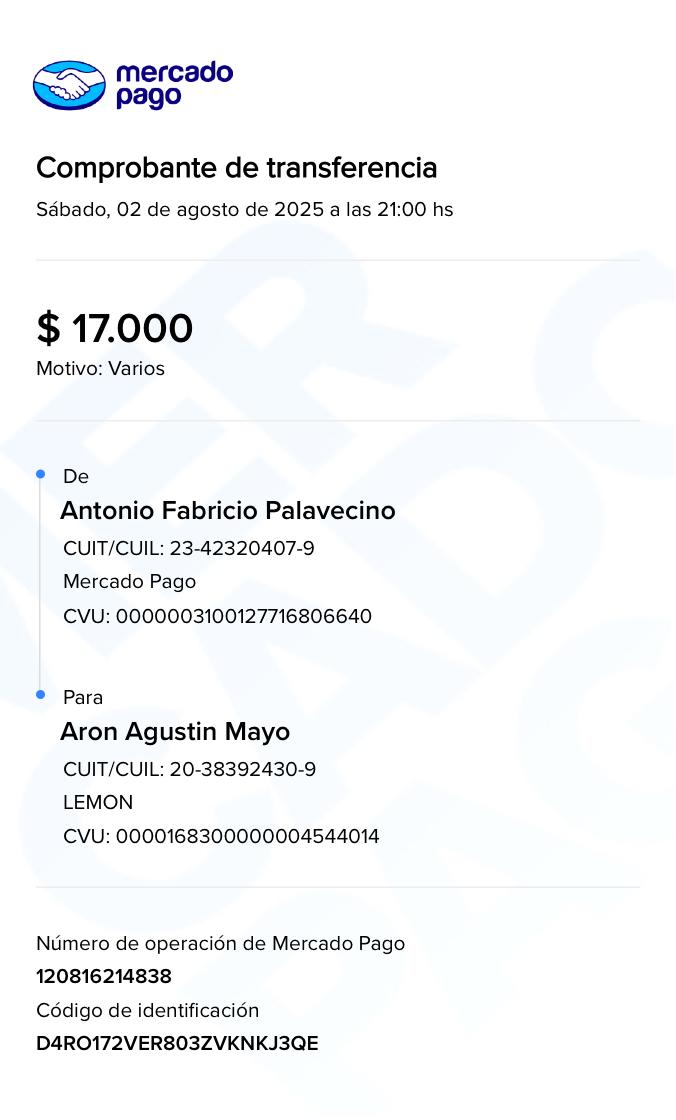 mercado
pago
Comprobante de transferencia
Sábado, 02 de agosto de 2025 a las 21:00 hs
$ 17.000
Motivo: Varios
De
Antonio Fabricio Palavecino
CUIT/CUIL: 23-42320407-9
Mercado Pago
CVU: 0000003100127716806640
Para
Aron Agustin Mayo
CUIT/CUIL: 20-38392430-9
LEMON
CVU: 0000168300000004544014
Número de operación de Mercado Pago
120816214838
Código de identificación
D4RO172VER803ZVKNKJ3QE